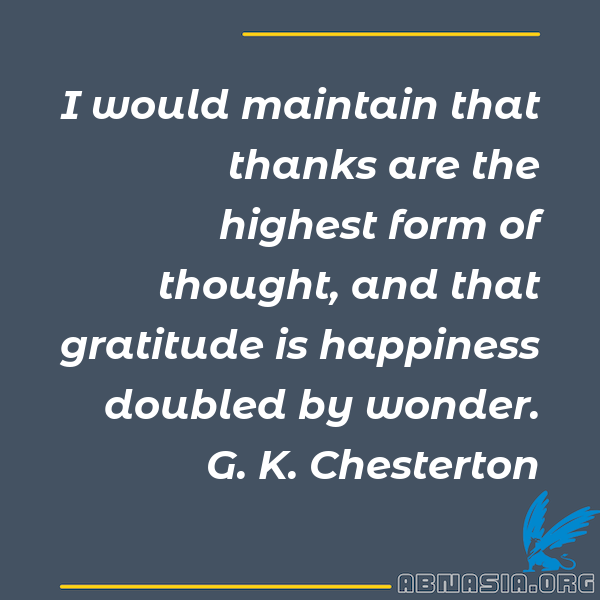 I would maintain that
thanks are the
highest form of
thought, and that
gratitude is happiness
doubled by wonder.
G. K. Chesterton
ABNASIA.ORG